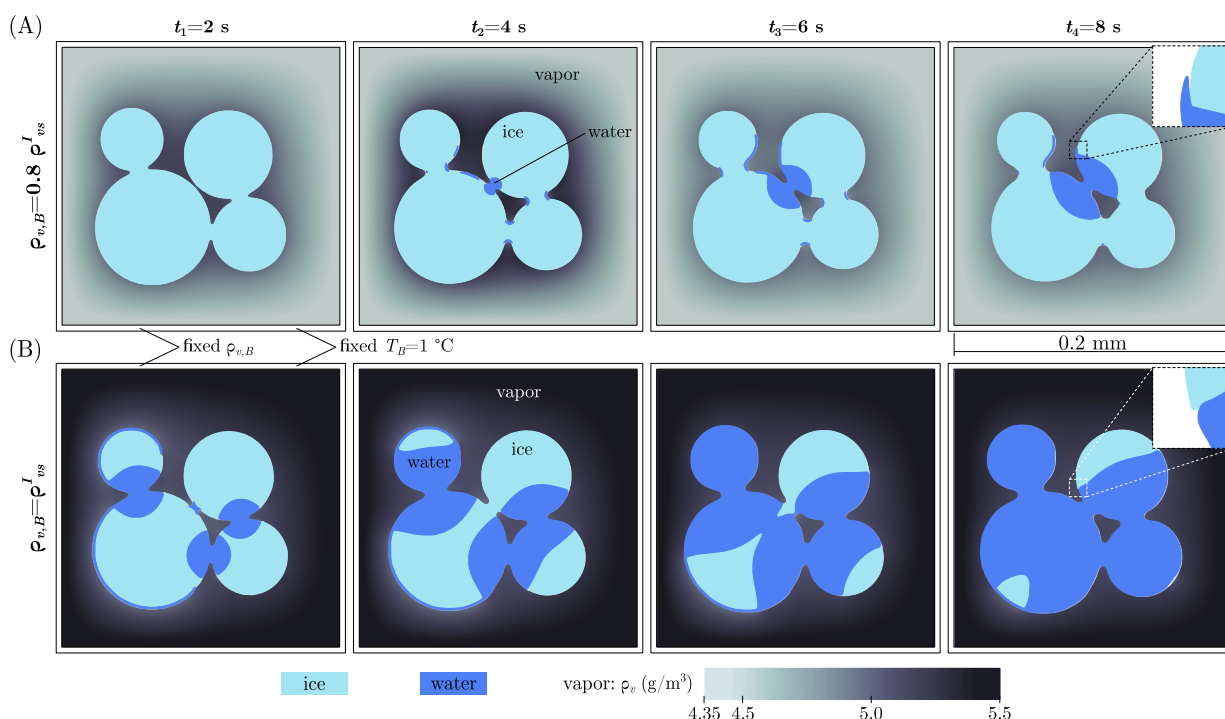 (A)
t₁=2 s
t₂=4 s
t₃=6 s
t₄=8 s
ρᵥ,B=0.8 ρᴵᵥₛ
vapor
ice
water
fixed ρᵥ,B
fixed T_B=1 °C
0.2 mm
(B)
ρᵥ,B=ρᴵᵥₛ
vapor
water
ice
ice
water
vapor: ρᵥ (g/m³)
4.35 4.5 5.0 5.5